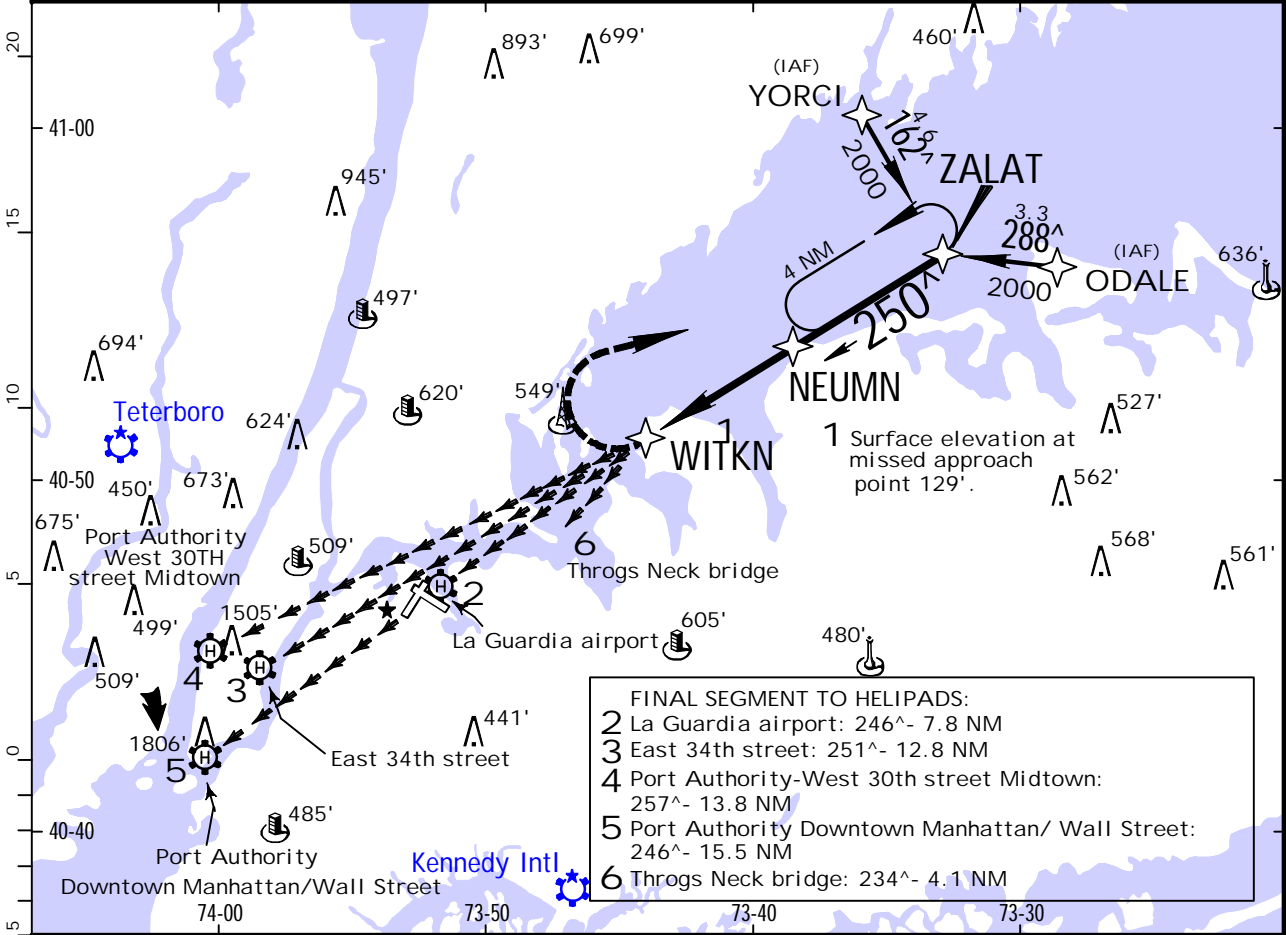 20
893'
699'
460'
(IAF)
YORCI
41-00
4.6
162^
2000
ZALAT
945'
15
3.3
288^
(IAF)
ODALE
2000
636'
4 NM
250^
497'
694'
NEUMN
620'
549'
10
Teterboro
624'
527'
1
WITKN
1 Surface elevation at
missed approach
point 129'.
40-50
450'
673'
562'
675'
Port Authority
West 30TH
street Midtown
509'
6
Throgs Neck bridge
568'
561'
5
2
499'
1505'
La Guardia airport
605'
480'
4
3
509'
1806'
441'
East 34th street
0
5
FINAL SEGMENT TO HELIPADS:
2 La Guardia airport: 246^- 7.8 NM
3 East 34th street: 251^- 12.8 NM
4 Port Authority-West 30th street Midtown:
257^- 13.8 NM
5 Port Authority Downtown Manhattan/ Wall Street:
246^- 15.5 NM
6 Throgs Neck bridge: 234^- 4.1 NM
485'
40-40
Port Authority
Downtown Manhattan/Wall Street
Kennedy Intl
H
H
H
H
5
74-00
73-50
73-40
73-30